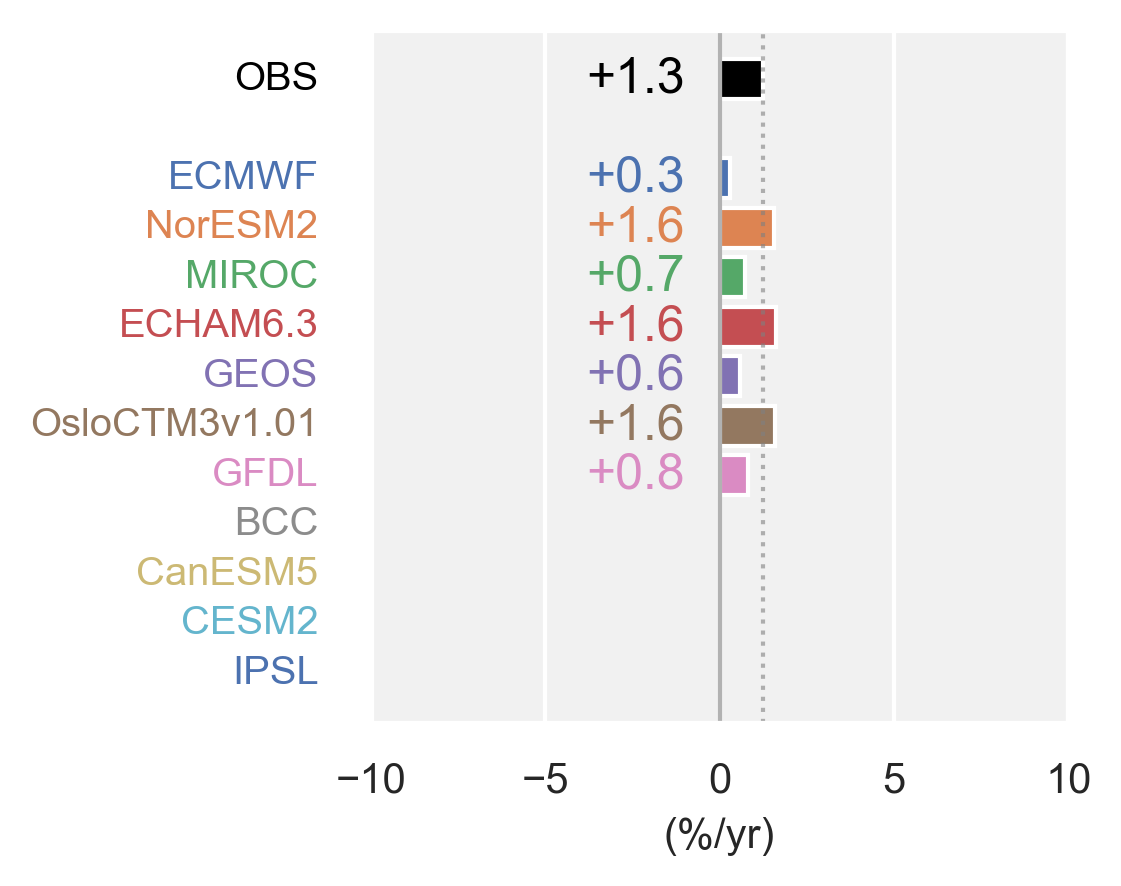 OBS +1.3
ECMWF +0.3
NorESM2 +1.6
MIROC +0.7
ECHAM6.3 +1.6
GEOS +0.6
OsloCTM3v1.01 +1.6
GFDL +0.8
BCC
CanESM5
CESM2
IPSL
−10 −5 0 5 10
(%/yr)